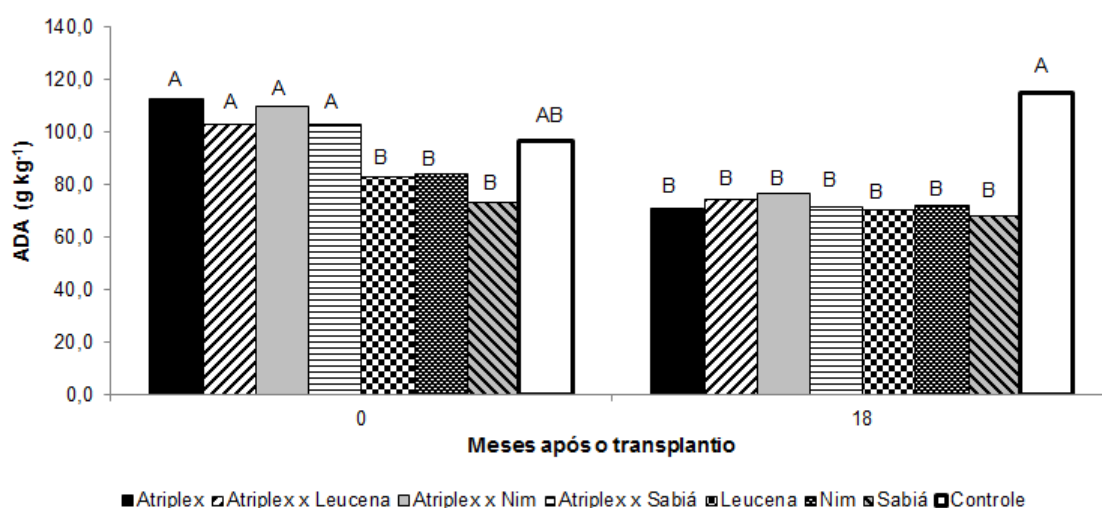 140,0
120,0
100,0
80,0
60,0
40,0
20,0
0,0
ADA (g kg⁻¹)
A A A A B B B AB
B B B B B B B A
0 18
Meses após o transplantio
Atriplex Atriplex x Leucena Atriplex x Nim Atriplex x Sabiá Leucena Nim Sabiá Controle